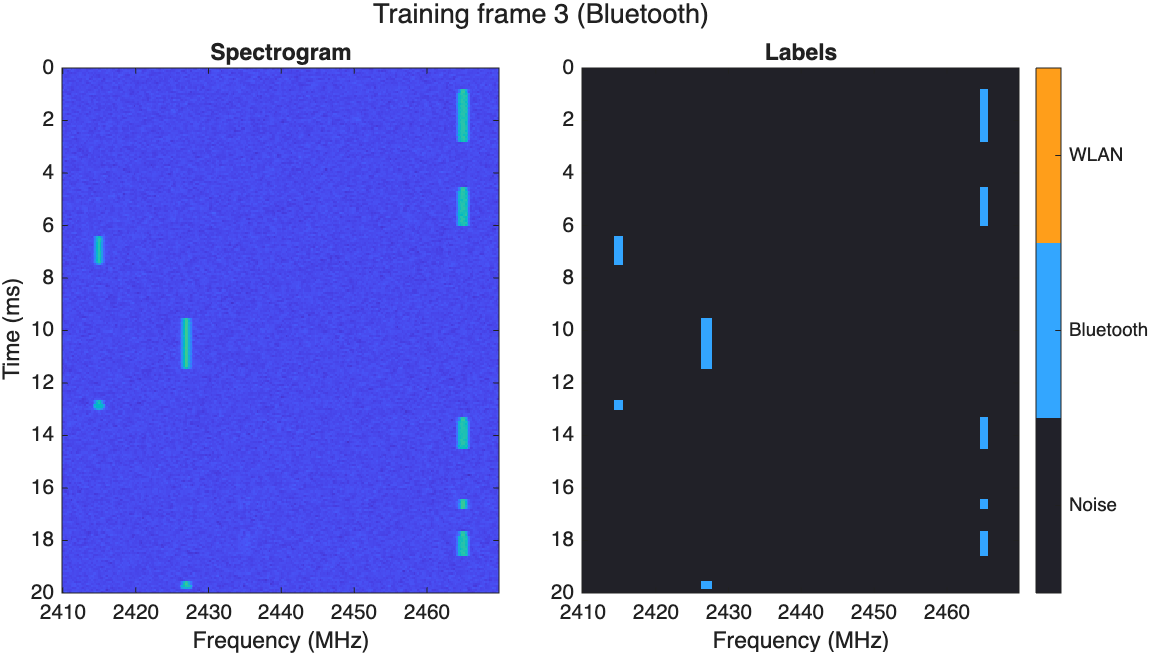 Training frame 3 (Bluetooth)
Spectrogram
0
2
4
6
8
10
12
14
16
18
20
Time (ms)
2410 2420 2430 2440 2450 2460
Frequency (MHz)
Labels
0
2
4
6
8
10
12
14
16
18
20
2410 2420 2430 2440 2450 2460
Frequency (MHz)
WLAN
Bluetooth
Noise